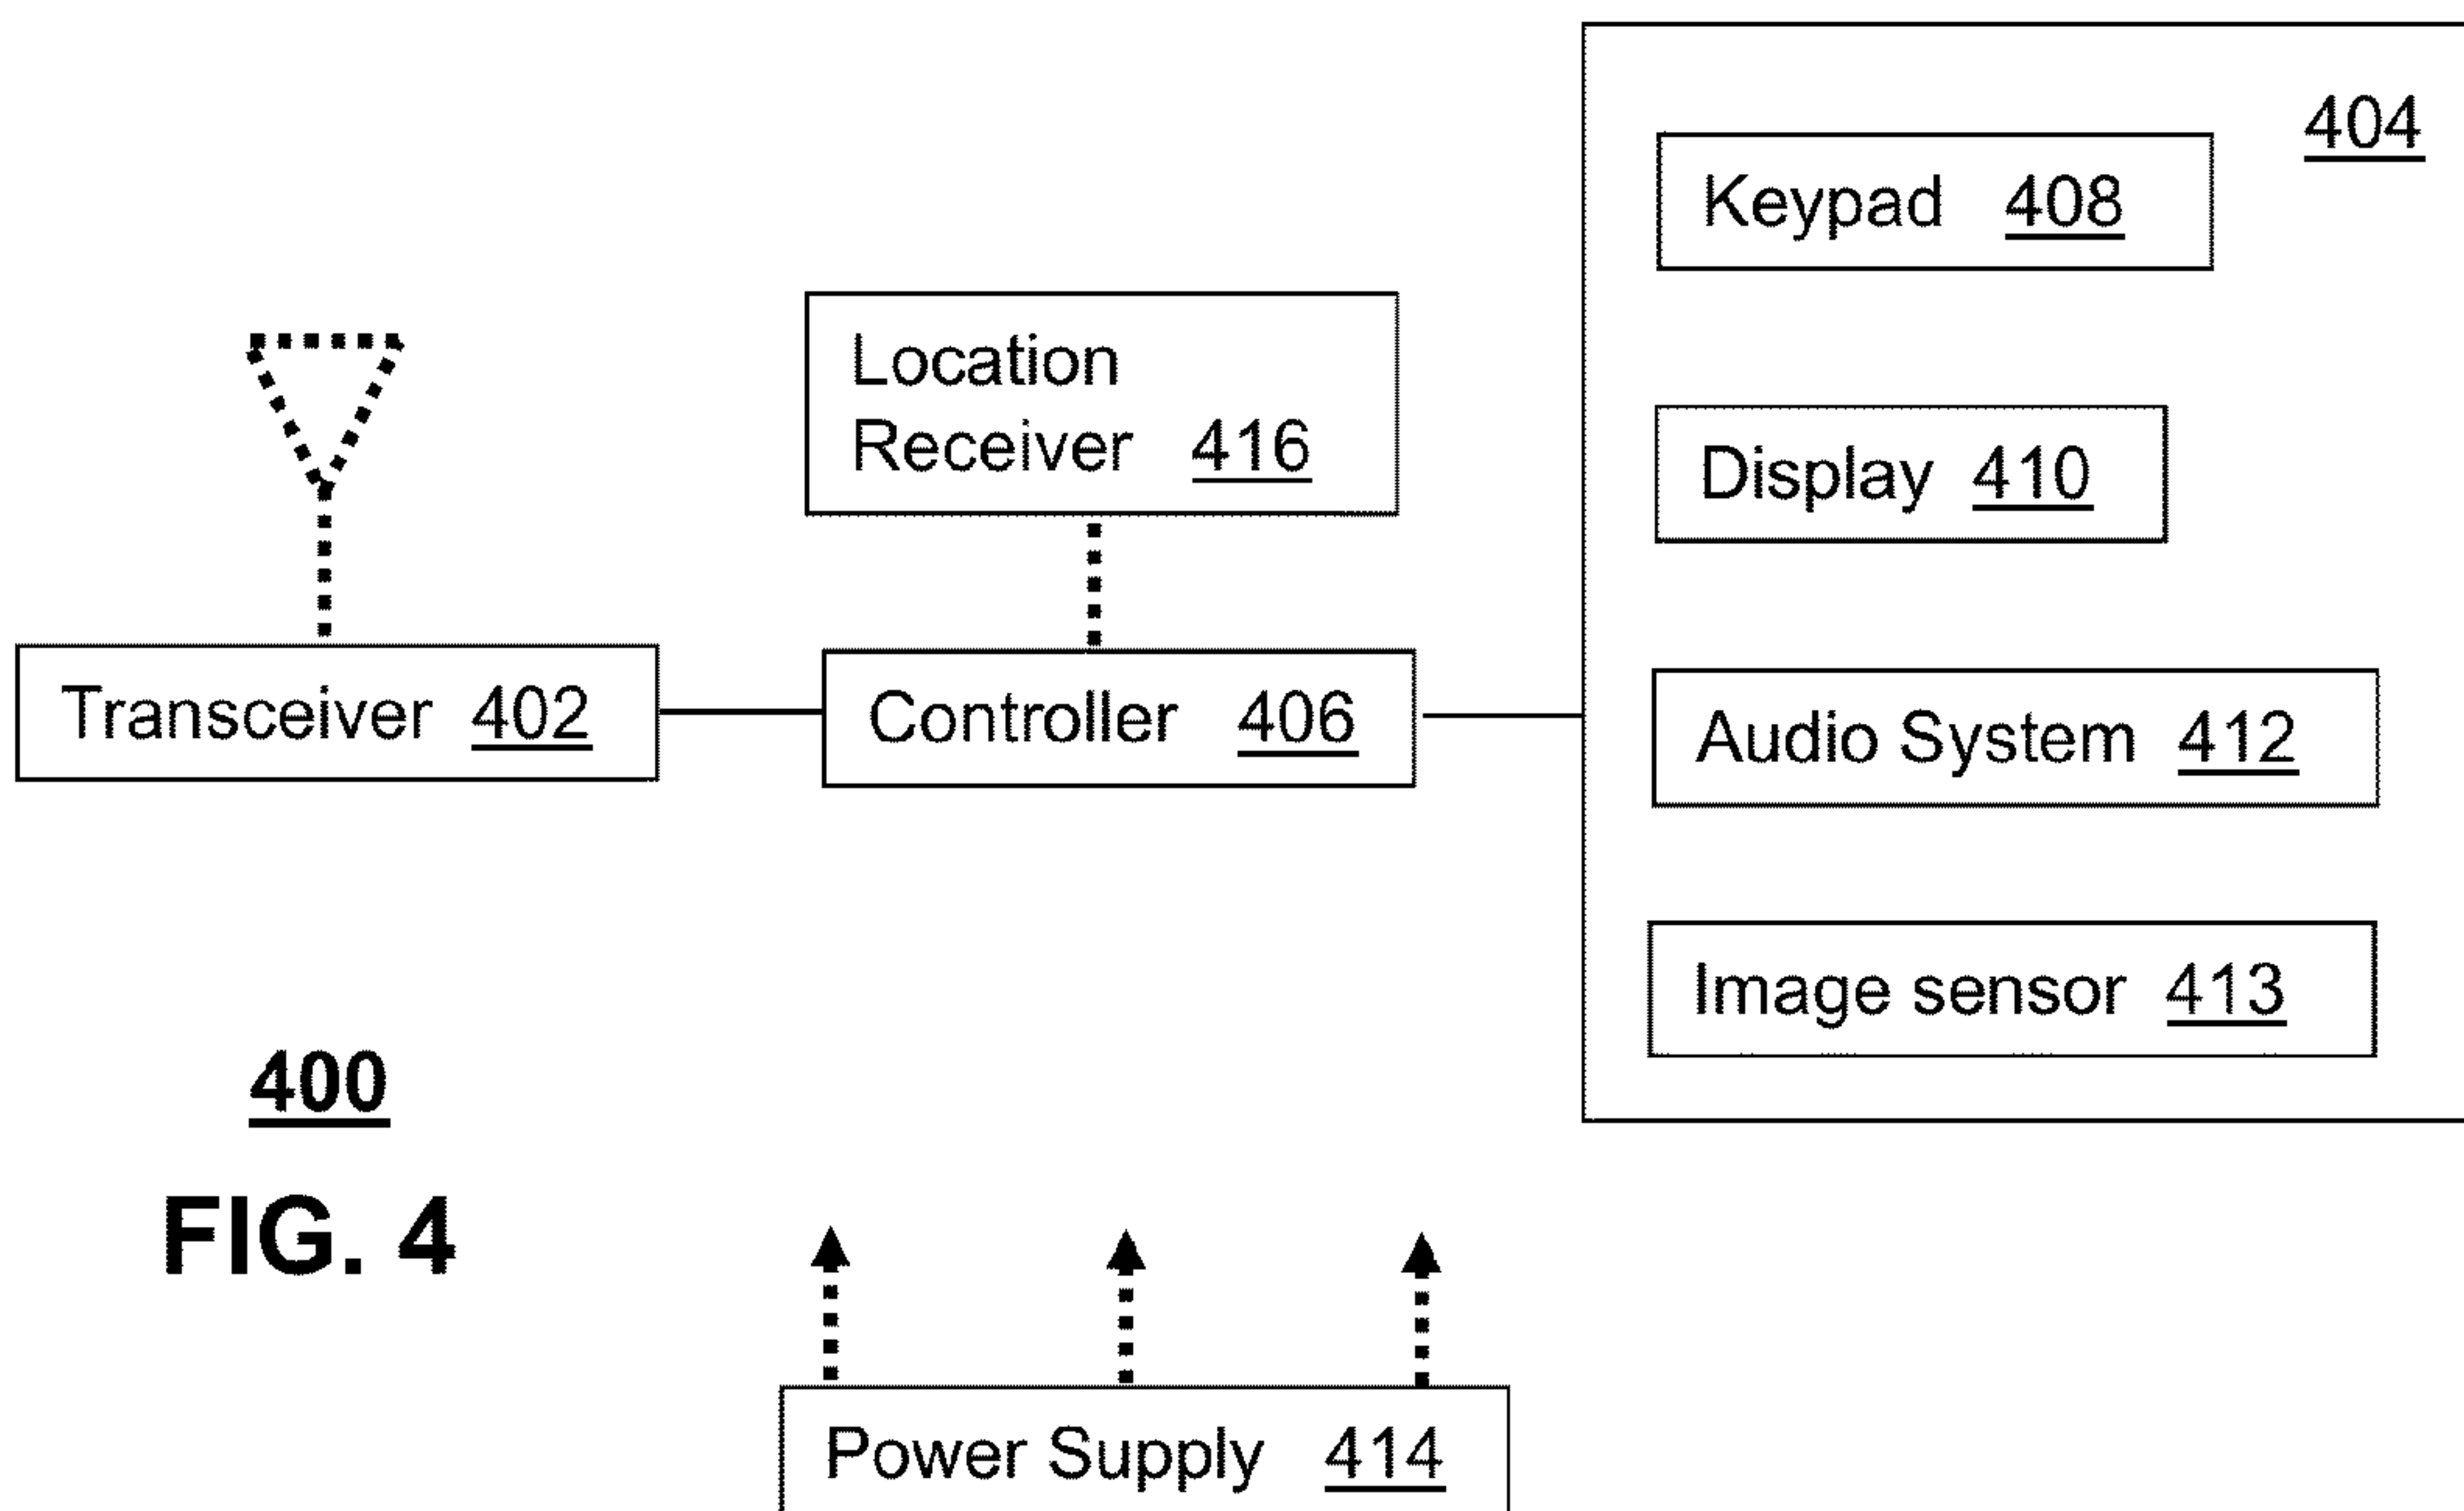 404
Keypad 408
Location
Receiver 416
Display 410
Transceiver 402
Controller 406
Audio System 412
Image sensor 413
400
FIG. 4
Power Supply 414